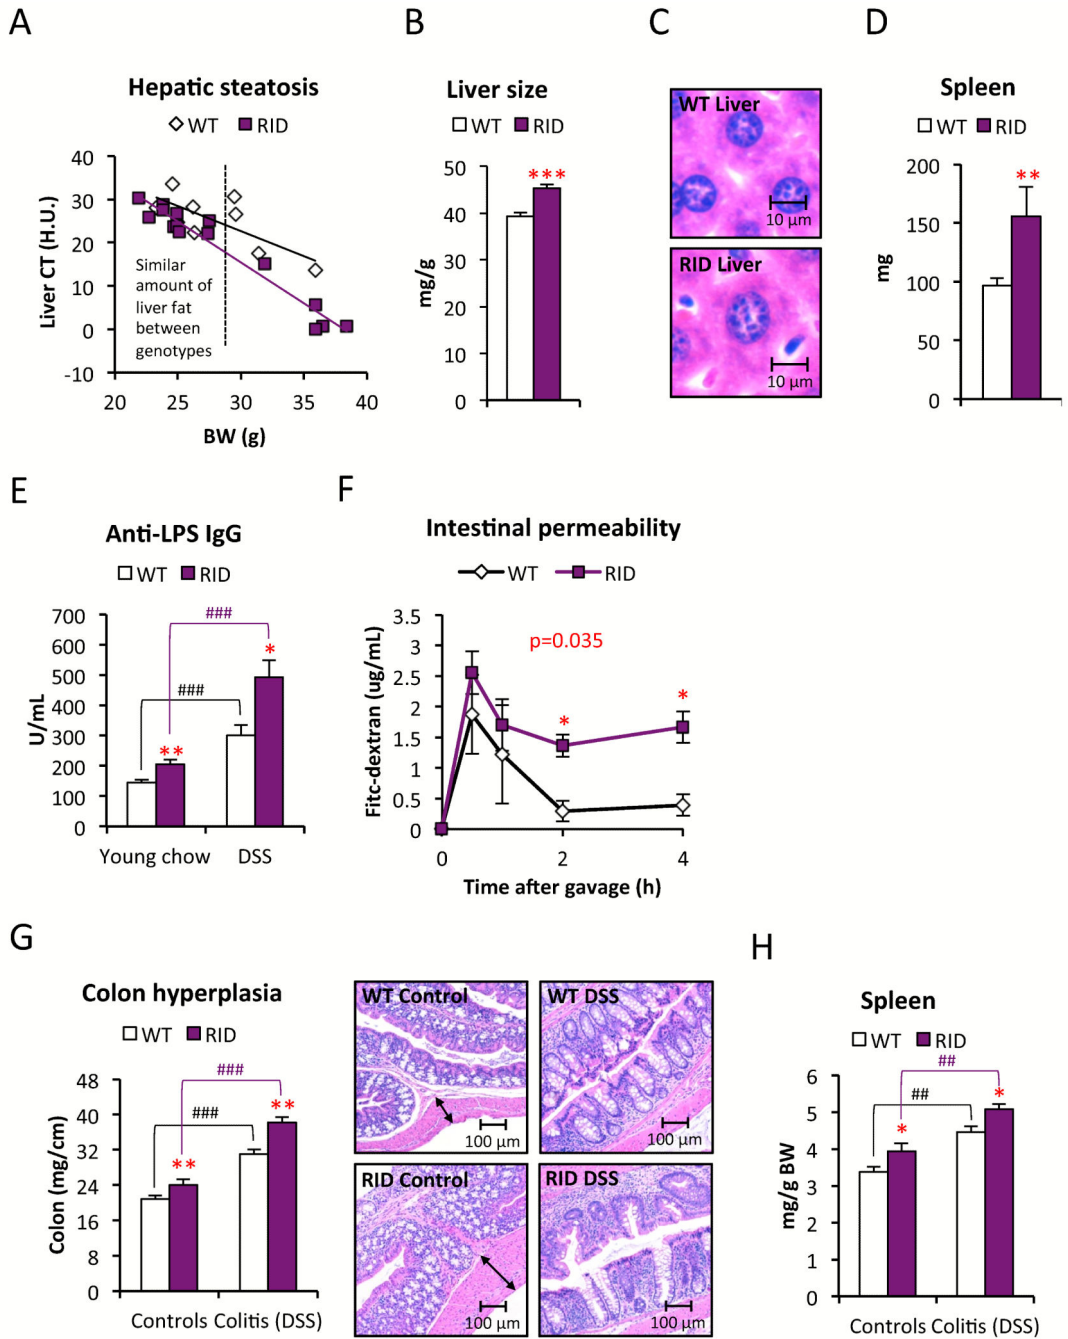 A
Hepatic steatosis
WT RID
Liver CT (H.U.)
40
30
20
10
0
-10
Similar
amount of
liver fat
between
genotypes
20 25 30 35 40
BW (g)
B
Liver size
WT RID
mg/g
50
40
30
20
10
0
***
C
WT Liver
10 µm
RID Liver
10 µm
D
Spleen
WT RID
mg
200
150
100
50
0
**
E
Anti-LPS IgG
WT RID
U/mL
700
600
500
400
300
200
100
0
###
###
**
*
Young chow DSS
F
Intestinal permeability
WT RID
Fitc-dextran (ug/mL)
3.5
3
2.5
2
1.5
1
0.5
0
p=0.035
*
*
0 2 4
Time after gavage (h)
G
Colon hyperplasia
WT RID
Colon (mg/cm)
48
40
32
24
16
8
0
###
###
**
**
Controls Colitis (DSS)
WT Control
100 µm
WT DSS
100 µm
RID Control
100 µm
RID DSS
100 µm
H
Spleen
WT RID
mg/g BW
6
5
4
3
2
1
0
##
##
*
*
Controls Colitis (DSS)